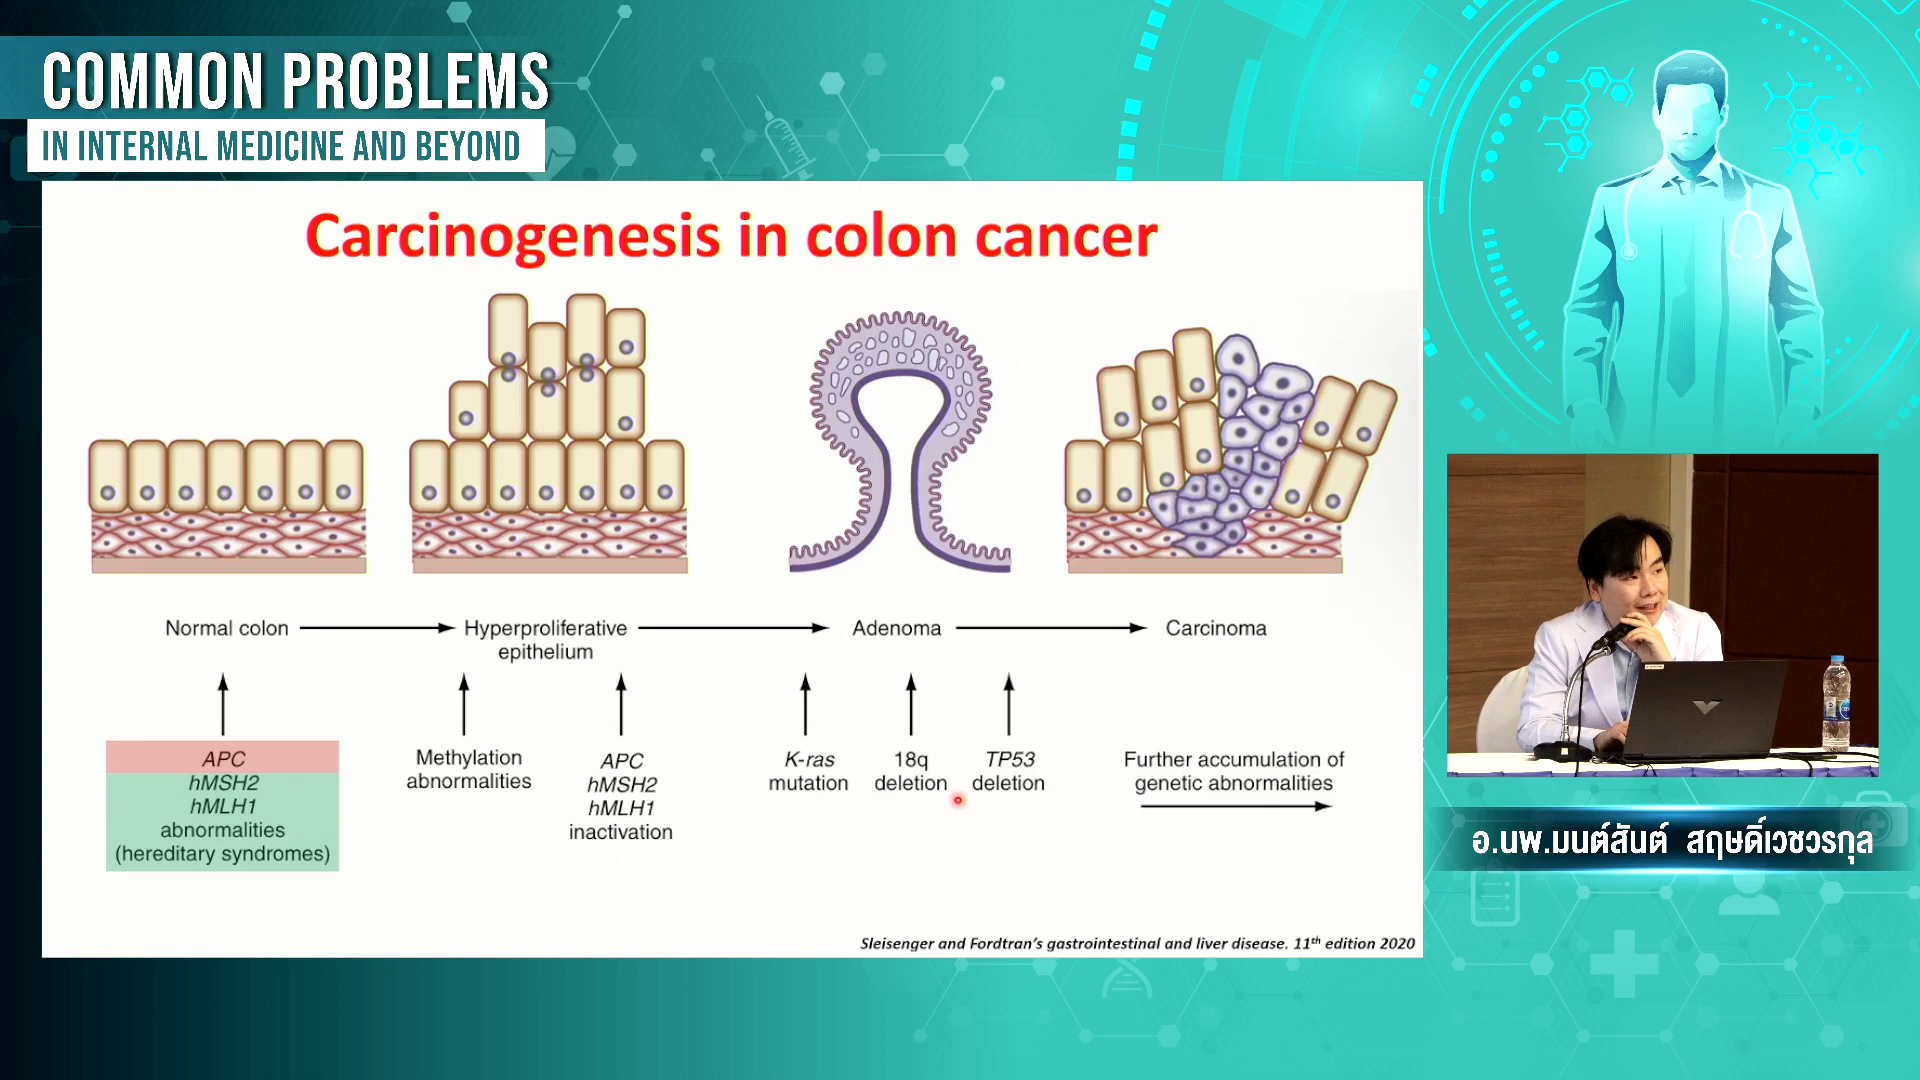 COMMON PROBLEMS
IN INTERNAL MEDICINE AND BEYOND
Carcinogenesis in colon cancer
Normal colon
Hyperproliferative
epithelium
Adenoma
Carcinoma
APC
hMSH2
hMLH1
abnormalities
(hereditary syndromes)
Methylation
abnormalities
APC
hMSH2
hMLH1
inactivation
K-ras
mutation
18q
deletion
TP53
deletion
Further accumulation of
genetic abnormalities
Sleisenger and Fordtran's gastrointestinal and liver disease. 11th edition 2020
อ.นพ.มนต์สันต์ สฤษดิ์เวชวรกุล